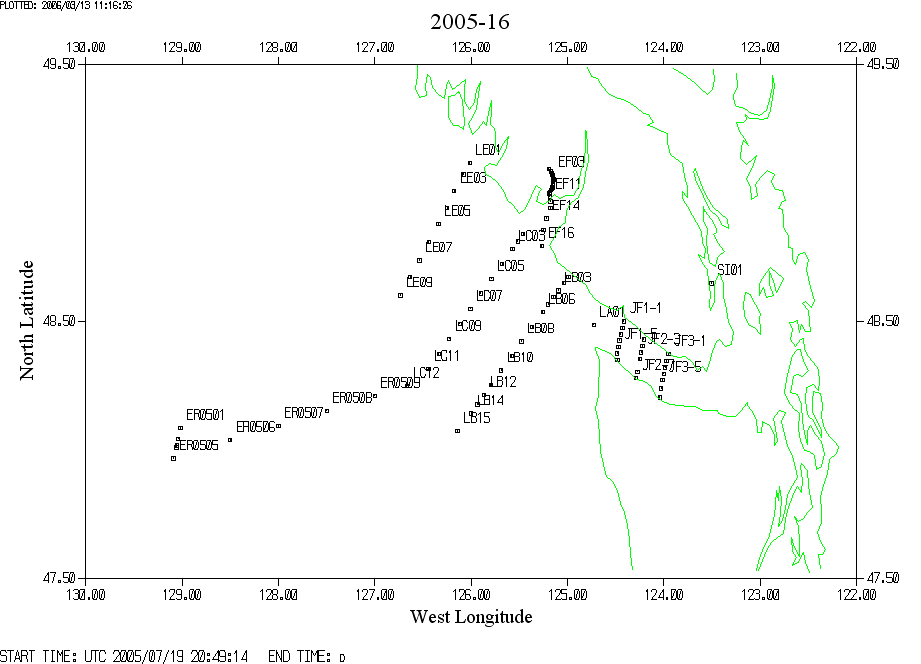 PLOTTED: 2006/03/13 11:16:26
2005-16
130.00 129.00 128.00 127.00 126.00 125.00 124.00 123.00 122.00
49.50 49.50
LE01
EF03
LE03
EF11
LE05
EF14
LC03
EF16
LE07
LC05
SI01
LE09
LB03
LC07
LB06
LA01
JF1-1
48.50 48.50
LC09
LB08
JF1-5
JF2-3
JF3-1
LC11
LB10
LC12
JF3-5
LB12
ER0509
ER0508
LB14
ER0507
ER0501
LB15
ER0506
ER0505
North Latitude
47.50 47.50
130.00 129.00 128.00 127.00 126.00 125.00 124.00 123.00 122.00
West Longitude
START TIME: UTC 2005/07/19 20:49:14 END TIME: 0